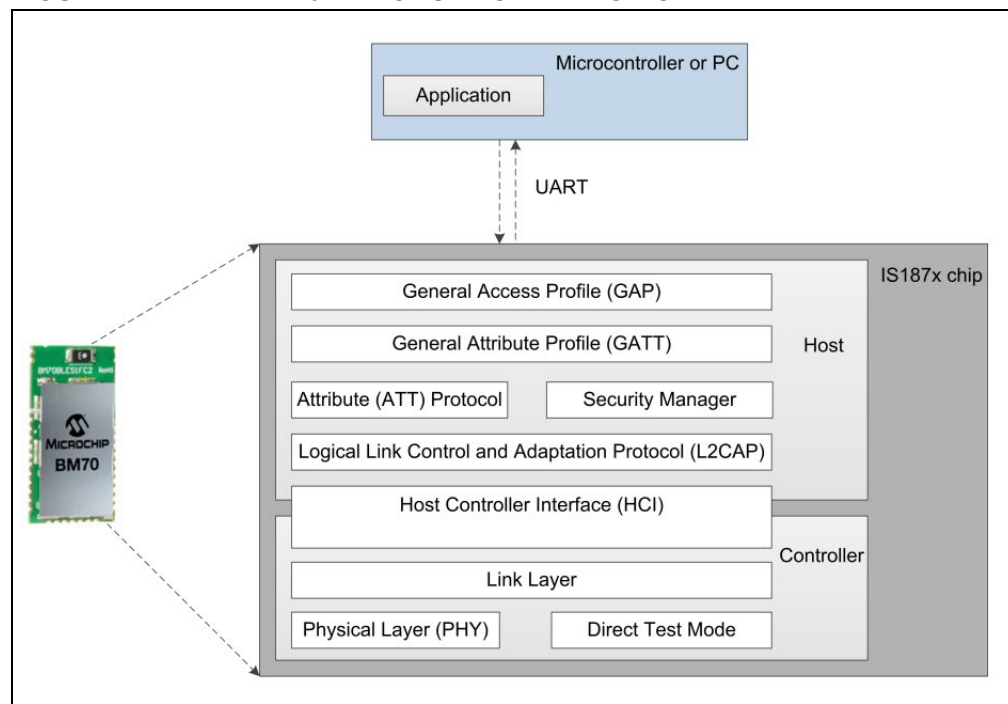 Microcontroller or PC
Application
UART
IS187x chip
General Access Profile (GAP)
General Attribute Profile (GATT)
Host
Attribute (ATT) Protocol
Security Manager
Logical Link Control and Adaptation Protocol (L2CAP)
Host Controller Interface (HCI)
Controller
Link Layer
Physical Layer (PHY)
Direct Test Mode
BM70BLES1FC2
RoHS
MICROCHIP
BM70